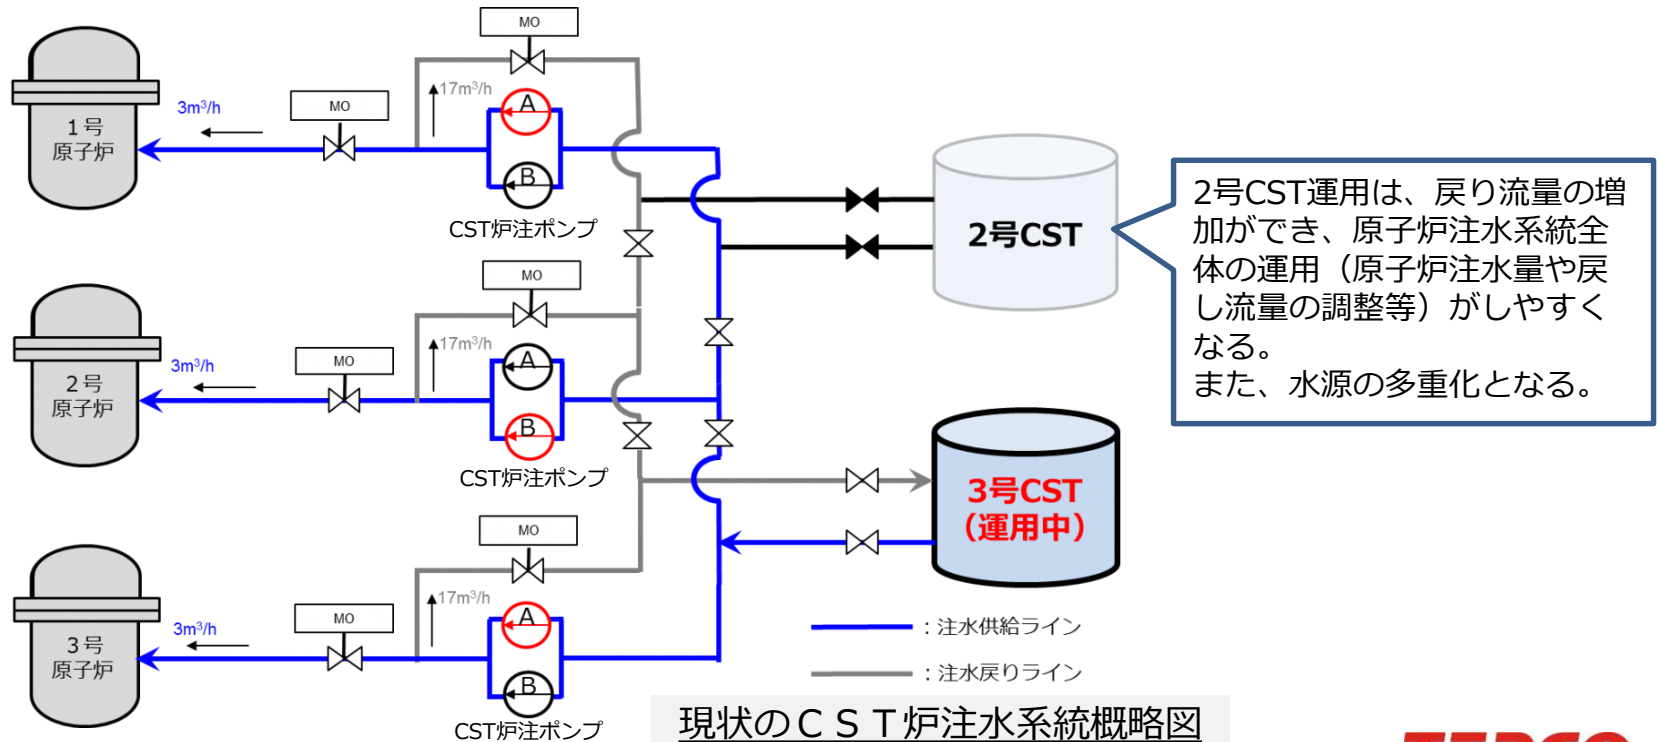 MO
17m³/h
3m³/h
MO
A
B
1号
原子炉
CST炉注ポンプ
2号CST
2号CST運用は、戻り流量の増
加ができ、原子炉注水系統全
体の運用（原子炉注水量や戻
し流量の調整等）がしやすく
なる。
また、水源の多重化となる。
MO
17m³/h
3m³/h
MO
A
B
2号
原子炉
CST炉注ポンプ
3号CST
（運用中）
MO
17m³/h
3m³/h
MO
A
B
3号
原子炉
CST炉注ポンプ
：注水供給ライン
：注水戻りライン
現状のＣＳＴ炉注水系統概略図
TEPCO